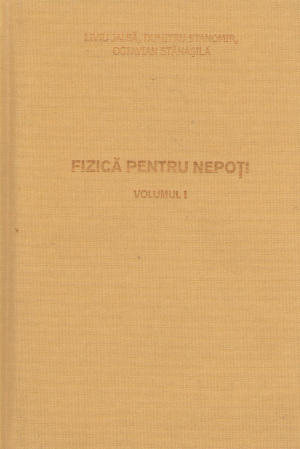 LIVIU JALBĂ, DUMITRU STANOMIR,
OCTAVIAN STĂNĂȘILĂ
FIZICĂ PENTRU NEPOȚI
VOLUMUL I